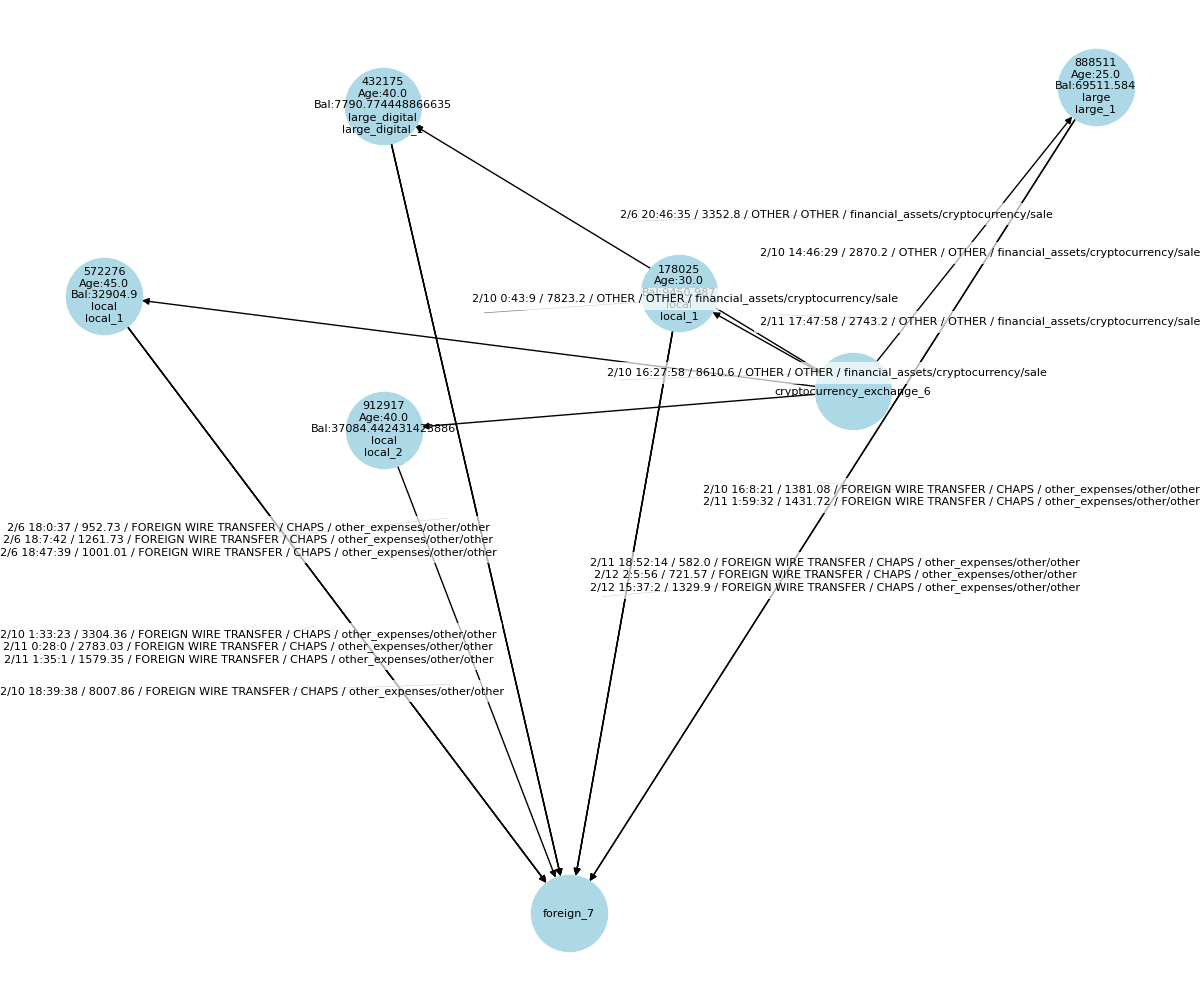 888511
Age:25.0
Bal:69511.584
large
large_1
432175
Age:40.0
Bal:7790.774448866635
large_digital
large_digital_1
2/6 20:46:35 / 3352.8 / OTHER / OTHER / financial_assets/cryptocurrency/sale
2/10 14:46:29 / 2870.2 / OTHER / OTHER / financial_assets/cryptocurrency/sale
572276
Age:45.0
Bal:32904.9
local
local_1
178025
Age:30.0
local
local_1
2/10 0:43:9 / 7823.2 / OTHER / OTHER / financial_assets/cryptocurrency/sale
2/11 17:47:58 / 2743.2 / OTHER / OTHER / financial_assets/cryptocurrency/sale
2/10 16:27:58 / 8610.6 / OTHER / OTHER / financial_assets/cryptocurrency/sale
cryptocurrency_exchange_6
912917
Age:40.0
Bal:37084.442431423886
local
local_2
2/10 16:8:21 / 1381.08 / FOREIGN WIRE TRANSFER / CHAPS / other_expenses/other/other
2/11 1:59:32 / 1431.72 / FOREIGN WIRE TRANSFER / CHAPS / other_expenses/other/other
2/6 18:0:37 / 952.73 / FOREIGN WIRE TRANSFER / CHAPS / other_expenses/other/other
2/6 18:7:42 / 1261.73 / FOREIGN WIRE TRANSFER / CHAPS / other_expenses/other/other
2/6 18:47:39 / 1001.01 / FOREIGN WIRE TRANSFER / CHAPS / other_expenses/other/other
2/11 18:52:14 / 582.0 / FOREIGN WIRE TRANSFER / CHAPS / other_expenses/other/other
2/12 2:5:56 / 721.57 / FOREIGN WIRE TRANSFER / CHAPS / other_expenses/other/other
2/12 15:37:2 / 1329.9 / FOREIGN WIRE TRANSFER / CHAPS / other_expenses/other/other
2/10 1:33:23 / 3304.36 / FOREIGN WIRE TRANSFER / CHAPS / other_expenses/other/other
2/11 0:28:0 / 2783.03 / FOREIGN WIRE TRANSFER / CHAPS / other_expenses/other/other
2/11 1:35:1 / 1579.35 / FOREIGN WIRE TRANSFER / CHAPS / other_expenses/other/other
2/10 18:39:38 / 8007.86 / FOREIGN WIRE TRANSFER / CHAPS / other_expenses/other/other
foreign_7